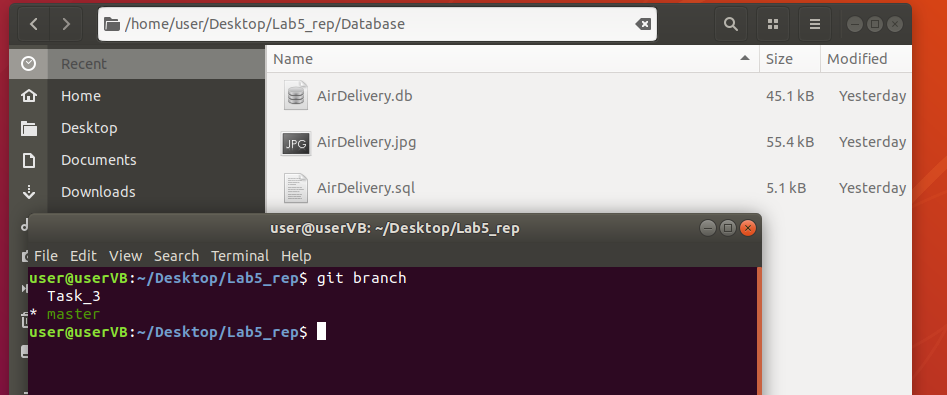 /home/user/Desktop/Lab5_rep/Database
Recent
Home
Desktop
Documents
Downloads
Name Size Modified
AirDelivery.db 45.1 kB Yesterday
JPG AirDelivery.jpg 55.4 kB Yesterday
AirDelivery.sql 5.1 kB Yesterday
user@userVB: ~/Desktop/Lab5_rep
File Edit View Search Terminal Help
user@userVB:~/Desktop/Lab5_rep$ git branch
Task_3
* master
user@userVB:~/Desktop/Lab5_rep$